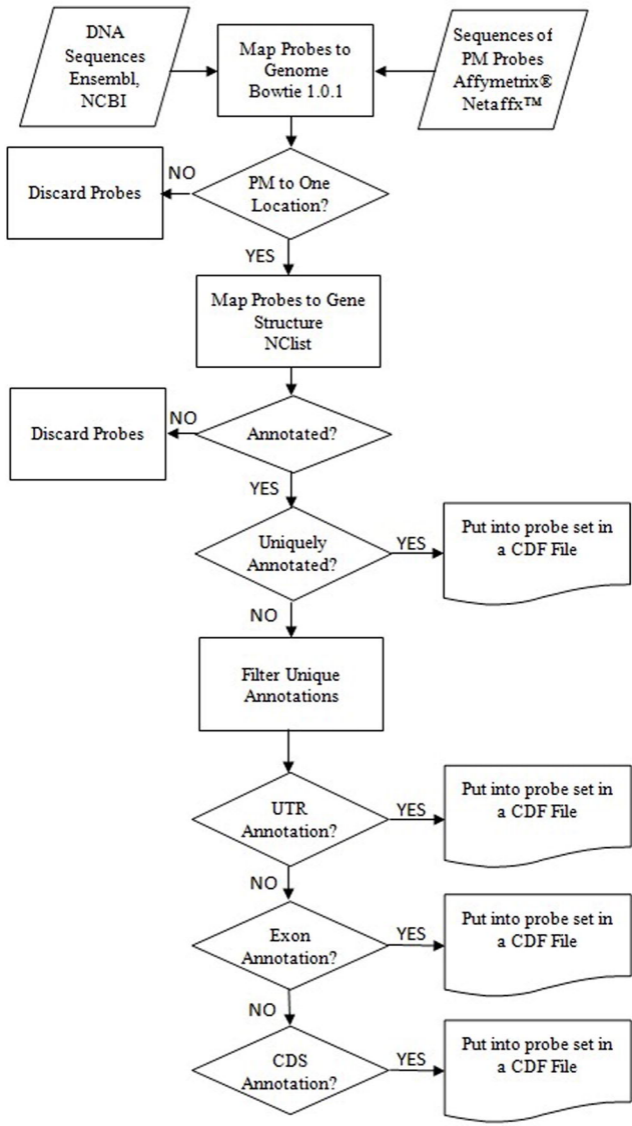 DNA
Sequences
Ensembl,
NCBI
Map Probes to
Genome
Bowtie 1.0.1
Sequences of
PM Probes
Affymetrix®
Netaffx™
Discard Probes
NO
PM to One
Location?
YES
Map Probes to Gene
Structure
NClist
Discard Probes
NO
Annotated?
YES
Uniquely
Annotated?
YES
Put into probe set in
a CDF File
NO
Filter Unique
Annotations
UTR
Annotation?
YES
Put into probe set in
a CDF File
NO
Exon
Annotation?
YES
Put into probe set in
a CDF File
NO
CDS
Annotation?
YES
Put into probe set in
a CDF File